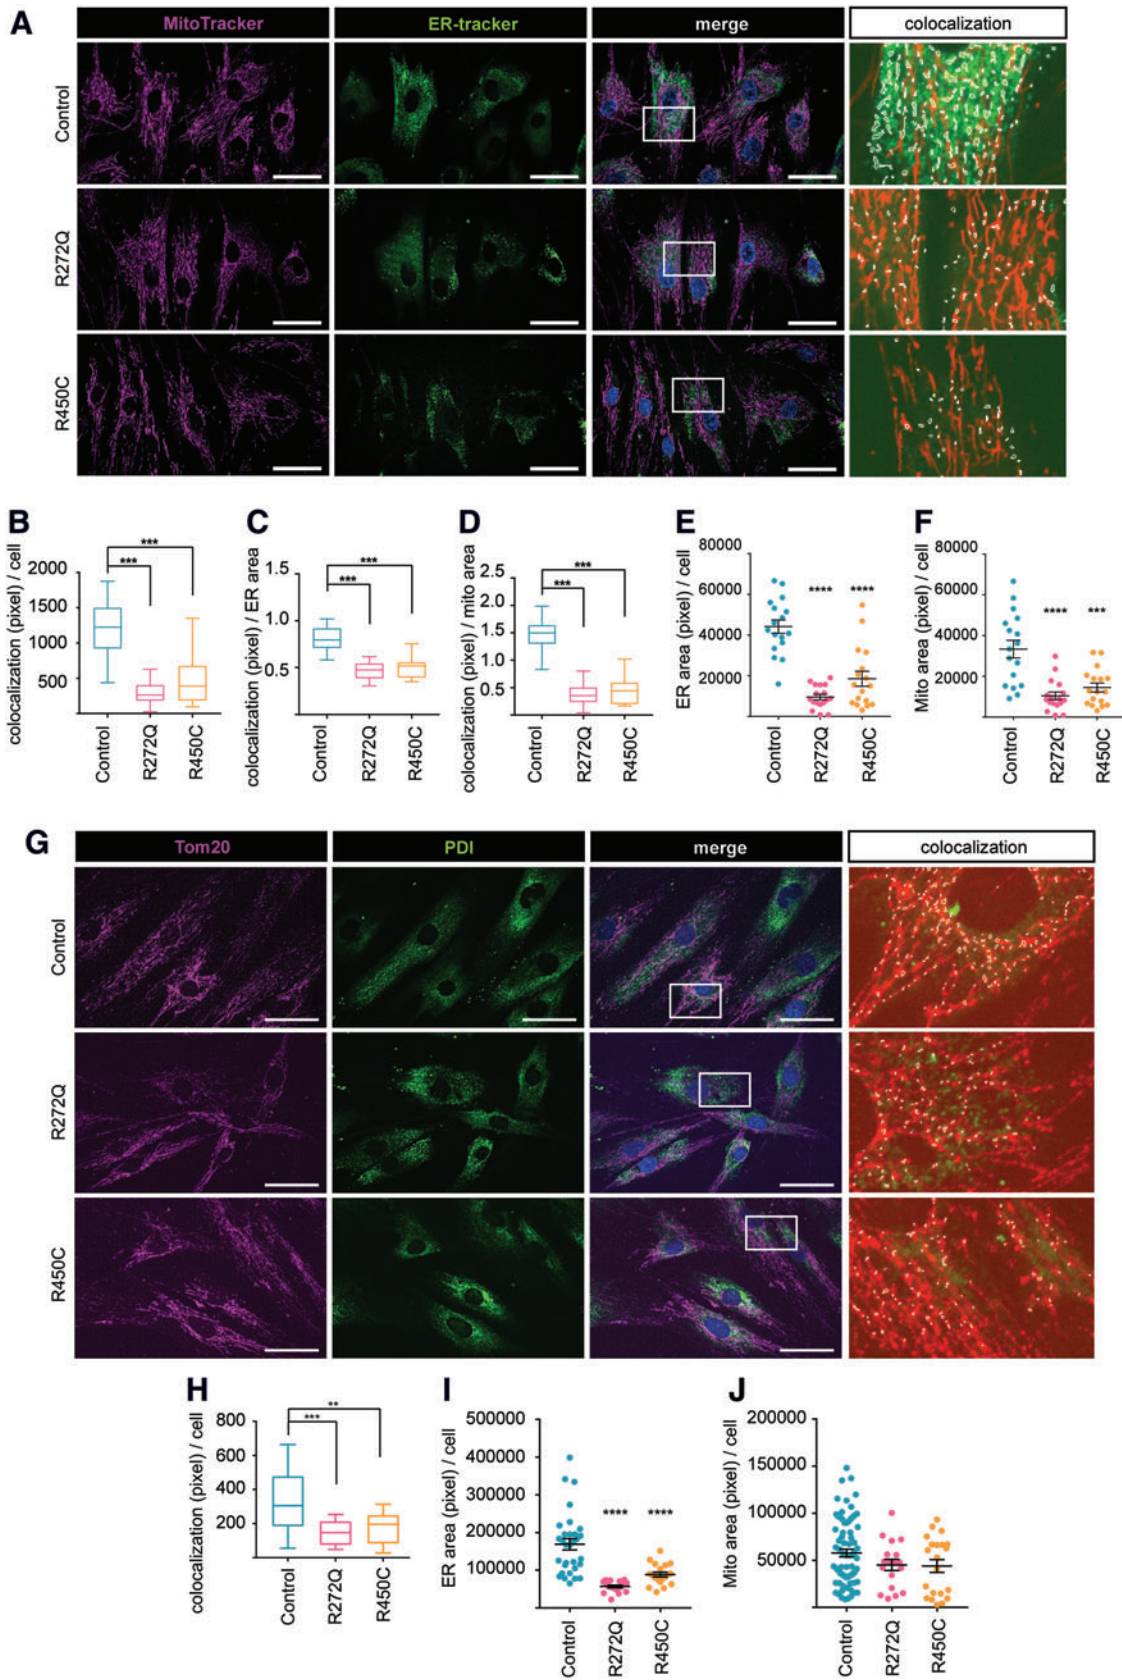 A
MitoTracker
ER-tracker
merge
colocalization
Control
R272Q
R450C
B
colocalization (pixel) / cell
2000
1500
1000
500
***
***
Control
R272Q
R450C
C
colocalization (pixel) / ER area
1.5
1.0
0.5
***
***
Control
R272Q
R450C
D
colocalization (pixel) / mito area
2.5
2.0
1.5
1.0
0.5
***
***
Control
R272Q
R450C
E
ER area (pixel) / cell
80000
60000
40000
20000
****
****
Control
R272Q
R450C
F
Mito area (pixel) / cell
80000
60000
40000
20000
****
***
Control
R272Q
R450C
G
Tom20
PDI
merge
colocalization
Control
R272Q
R450C
H
colocalization (pixel) / cell
800
600
400
200
**
***
Control
R272Q
R450C
I
ER area (pixel) / cell
500000
400000
300000
200000
100000
****
****
Control
R272Q
R450C
J
Mito area (pixel) / cell
200000
150000
100000
50000
Control
R272Q
R450C